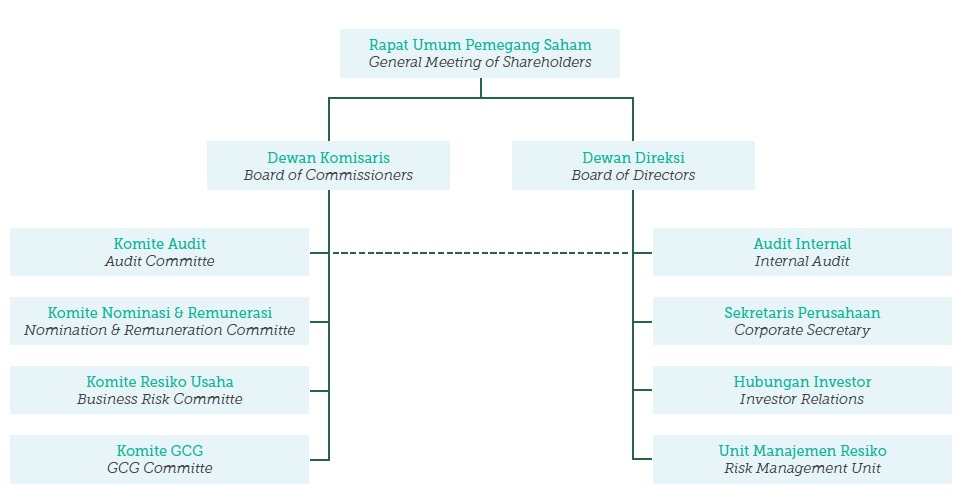 Rapat Umum Pemegang Saham
General Meeting of Shareholders
Dewan Komisaris
Board of Commissioners
Dewan Direksi
Board of Directors
Komite Audit
Audit Committe
Audit Internal
Internal Audit
Komite Nominasi & Remunerasi
Nomination & Remuneration Committe
Sekretaris Perusahaan
Corporate Secretary
Komite Resiko Usaha
Business Risk Committe
Hubungan Investor
Investor Relations
Komite GCG
GCG Committe
Unit Manajemen Resiko
Risk Management Unit